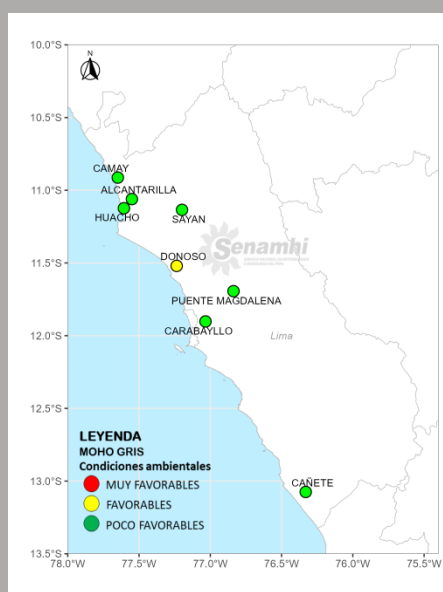 10.0°S
N
10.5°S
CAMAY
11.0°S
ALCANTARILLA
HUACHO
SAYAN
11.5°S
DONOSO
Senamhi
PUENTE MAGDALENA
12.0°S
CARABAYLLO
Lima
12.5°S
LEYENDA
MOHO GRIS
Condiciones ambientales
MUY FAVORABLES
FAVORABLES
POCO FAVORABLES
13.0°S
CAÑETE
13.5°S
78.0°W
77.5°W
77.0°W
76.5°W
76.0°W
75.5°W